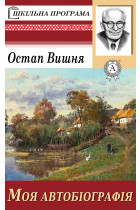 ШКІЛЬНА ПРОГРАМА
Остап Вишня
Моя автобіографія